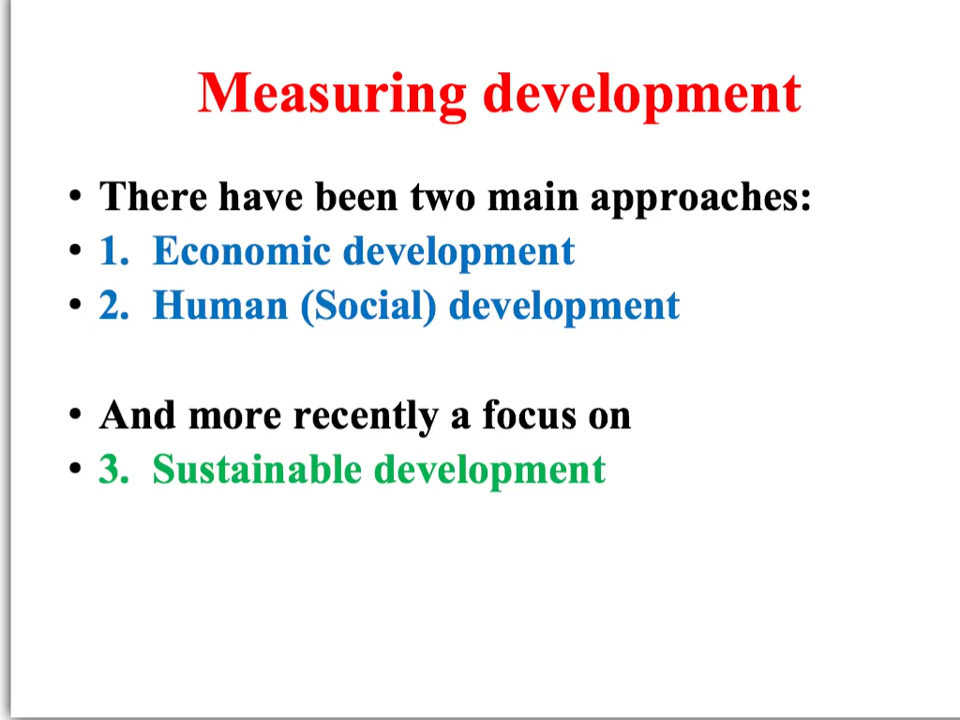 Measuring development
• There have been two main approaches:
• 1. Economic development
• 2. Human (Social) development
• And more recently a focus on
• 3. Sustainable development